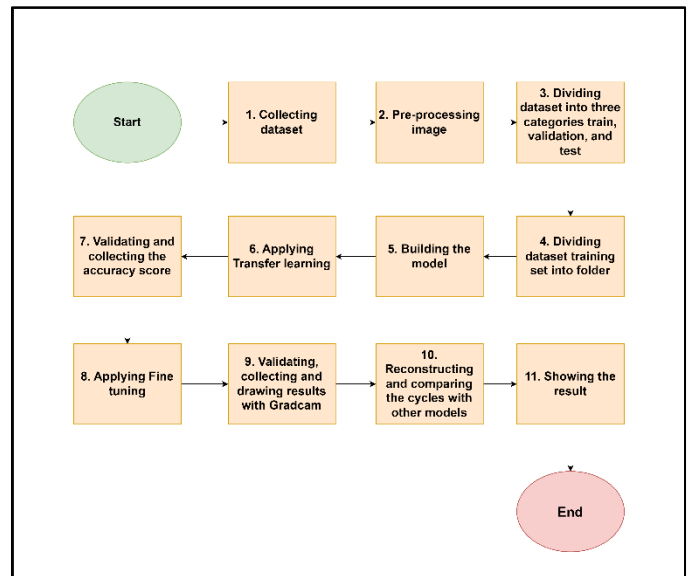 Start
1. Collecting
dataset
2. Pre-processing
image
3. Dividing
dataset into three
categories train,
validation, and
test
4. Dividing
dataset training
set into folder
5. Building the
model
6. Applying
Transfer learning
7. Validating and
collecting the
accuracy score
8. Applying Fine
tuning
9. Validating,
collecting and
drawing results
with Gradcam
10.
Reconstructing
and comparing
the cycles with
other models
11. Showing the
result
End